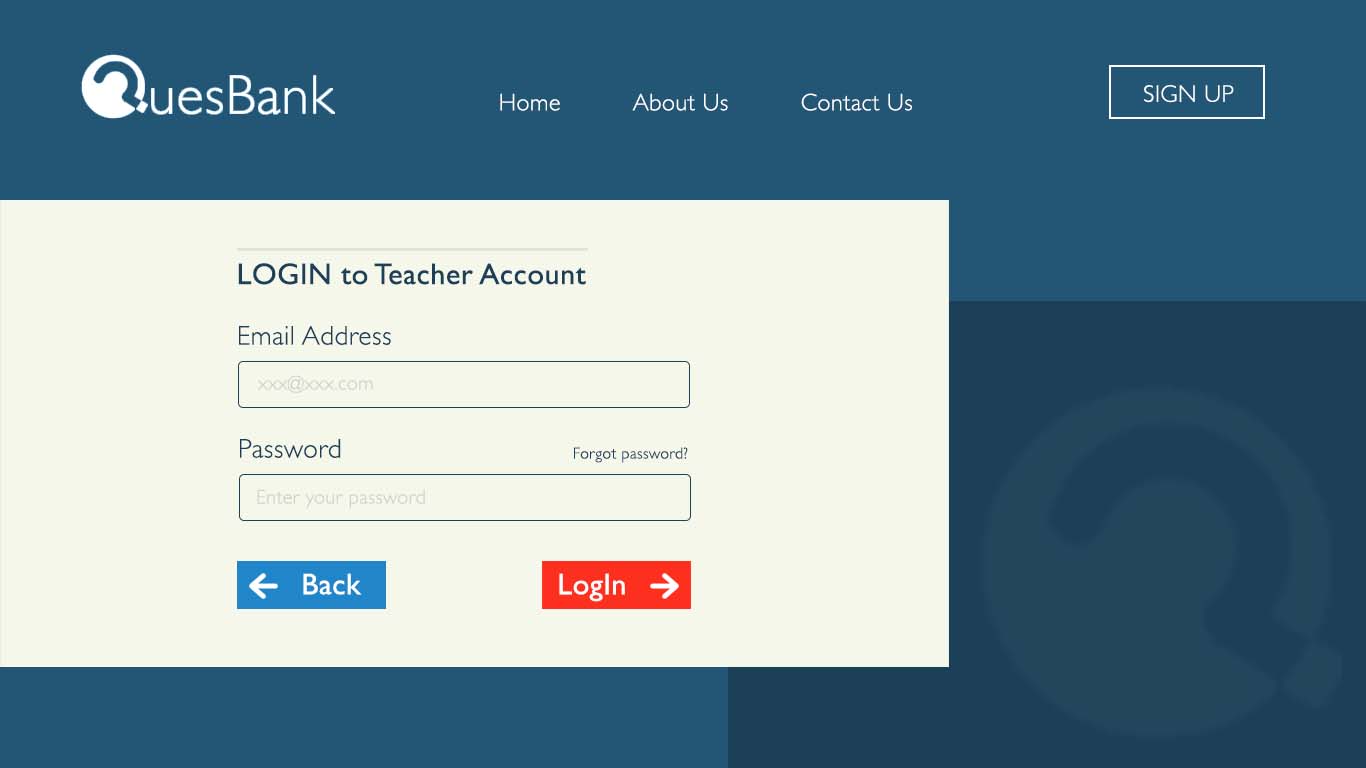 QuesBank
Home About Us Contact Us
SIGN UP
LOGIN to Teacher Account
Email Address
xxx@xxx.com
Password Forgot password?
Enter your password
Back LogIn